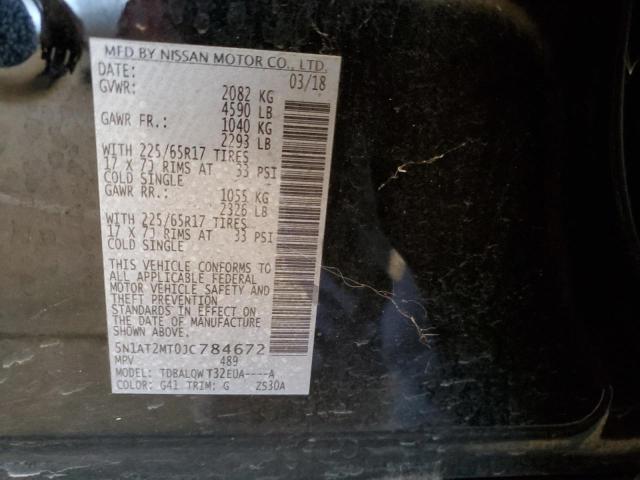 MFD BY NISSAN MOTOR CO., LTD.
DATE: 03/18
GVWR: 2082 KG
4590 LB
GAWR FR.: 1040 KG
2293 LB
WITH 225/65R17 TIRES
17 X 7J RIMS AT 33 PSI
COLD SINGLE
GAWR RR.: 1055 KG
2326 LB
WITH 225/65R17 TIRES
17 X 7J RIMS AT 33 PSI
COLD SINGLE
THIS VEHICLE CONFORMS TO
ALL APPLICABLE FEDERAL
MOTOR VEHICLE SAFETY AND
THEFT PREVENTION
STANDARDS IN EFFECT ON
THE DATE OF MANUFACTURE
SHOWN ABOVE.
5N1AT2MT0JC784672
MPV 489
MODEL: TDBALQWT32EUA----A
COLOR: G41 TRIM: G ZS30A